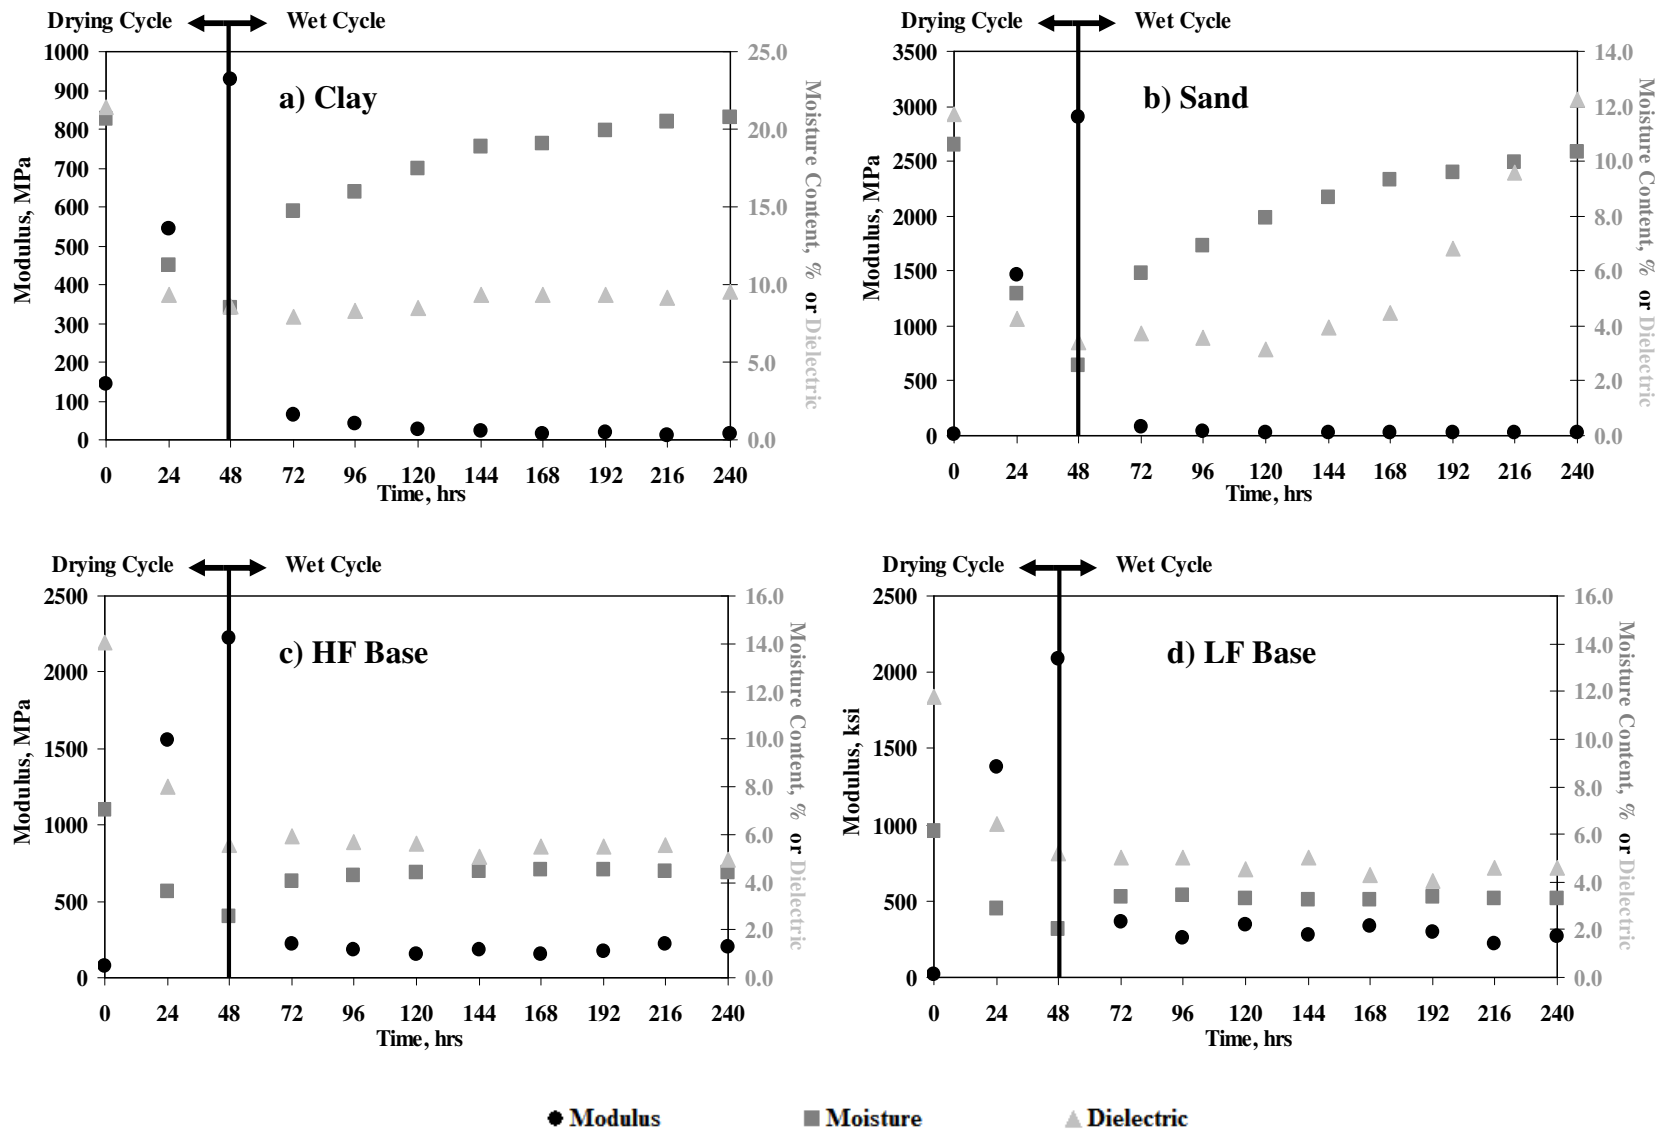 Drying Cycle Wet Cycle
a) Clay
1000
900
800
700
600
500
400
300
200
100
0
Modulus, MPa
25.0
20.0
15.0
10.0
5.0
0.0
Moisture Content, % or Dielectric
0 24 48 72 96 120 144 168 192 216 240
Time, hrs
Drying Cycle Wet Cycle
b) Sand
3500
3000
2500
2000
1500
1000
500
0
Modulus, MPa
14.0
12.0
10.0
8.0
6.0
4.0
2.0
0.0
Moisture Content, % or Dielectric
0 24 48 72 96 120 144 168 192 216 240
Time, hrs
Drying Cycle Wet Cycle
c) HF Base
2500
2000
1500
1000
500
0
Modulus, MPa
16.0
14.0
12.0
10.0
8.0
6.0
4.0
2.0
0.0
Moisture Content, % or Dielectric
0 24 48 72 96 120 144 168 192 216 240
Time, hrs
Drying Cycle Wet Cycle
d) LF Base
2500
2000
1500
1000
500
0
Modulus, ksi
16.0
14.0
12.0
10.0
8.0
6.0
4.0
2.0
0.0
Moisture Content, % or Dielectric
0 24 48 72 96 120 144 168 192 216 240
Time, hrs
Modulus Moisture Dielectric